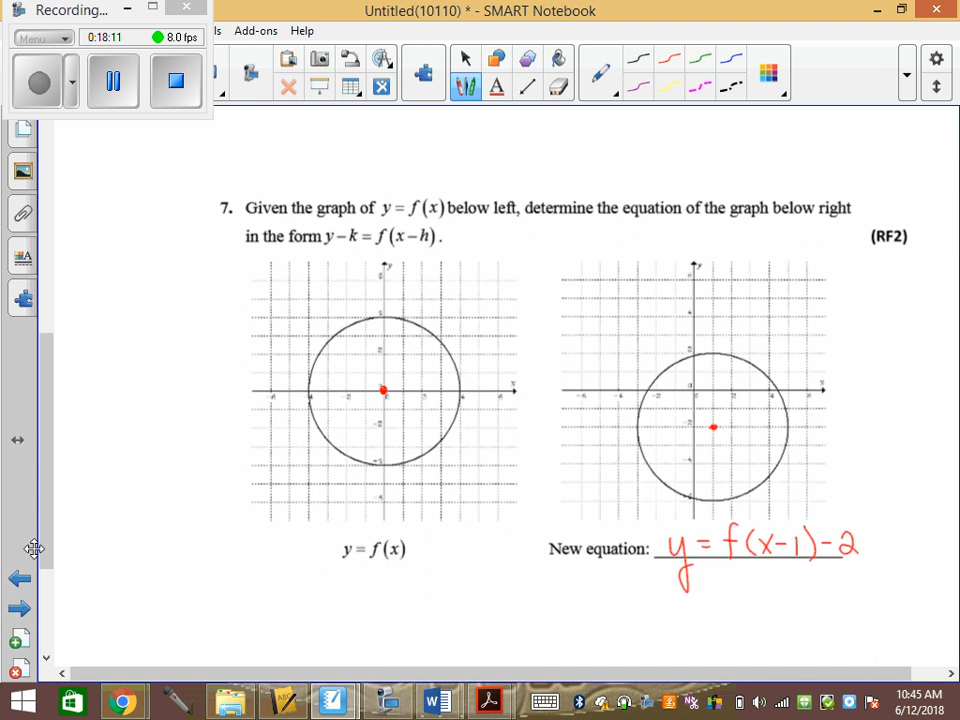 Recording...
Untitled(10110) * - SMART Notebook
Menu
0:18:11
8.0 fps
ls Add-ons Help
7. Given the graph of y = f(x) below left, determine the equation of the graph below right
in the form y – k = f(x – h).
(RF2)
y
x
y
x
y = f(x)
New equation: y = f(x-1)-2
10:45 AM
6/12/2018